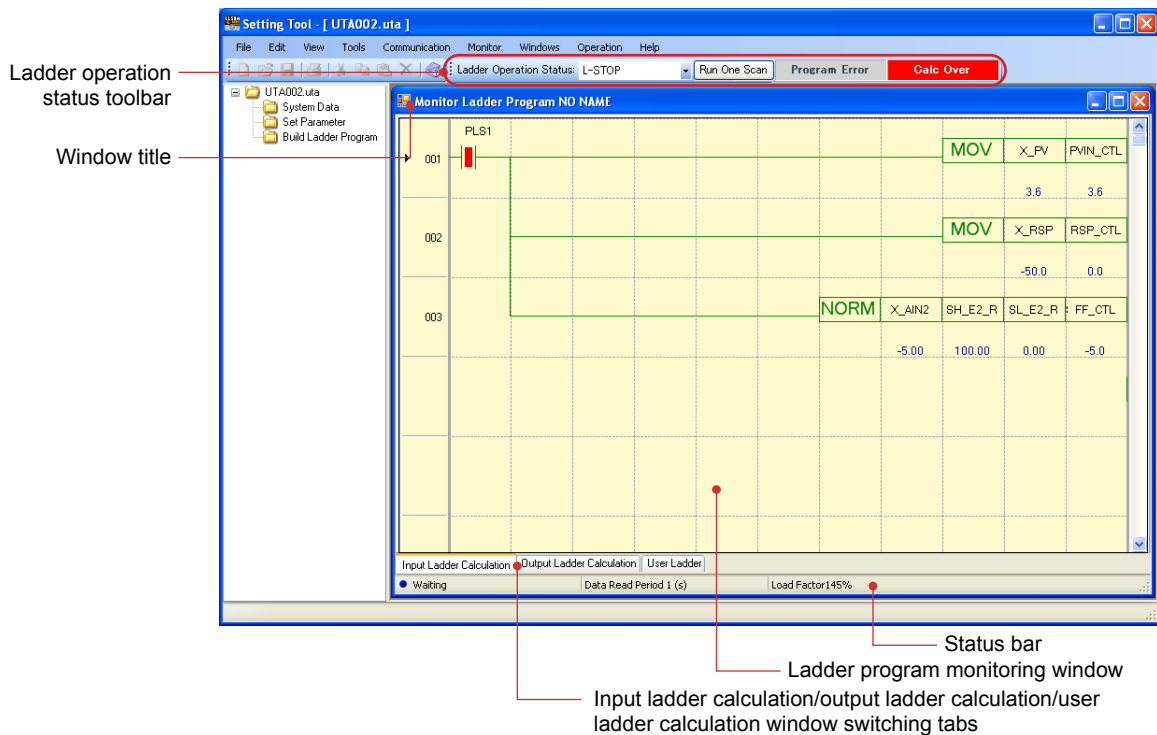 Setting Tool - [ UTA002.uta ]
File Edit View Tools Communication Monitor Windows Operation Help
Ladder Operation Status: L-STOP Run One Scan Program Error Calc Over
Ladder operation
status toolbar
Window title
UTA002.uta
System Data
Set Parameter
Build Ladder Program
Monitor Ladder Program NO NAME
PLS1
001 MOV X_PV PVIN_CTL
3.6 3.6
002 MOV X_RSP RSP_CTL
-50.0 0.0
003 NORM X_AIN2 SH_E2_R SL_E2_R FF_CTL
-5.00 100.00 0.00 -5.0
Input Ladder Calculation Output Ladder Calculation User Ladder
Waiting Data Read Period 1 (s) Load Factor145%
Status bar
Ladder program monitoring window
Input ladder calculation/output ladder calculation/user
ladder calculation window switching tabs